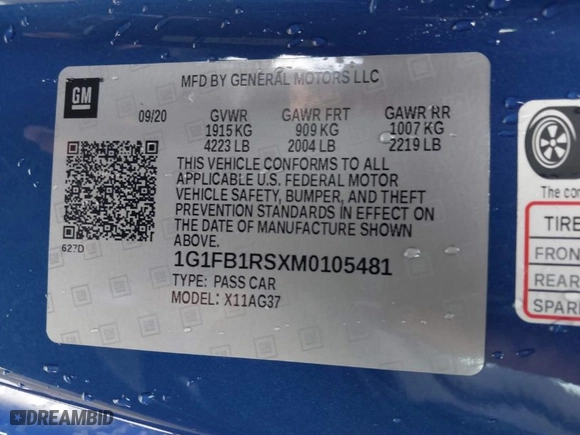 GM
MFD BY GENERAL MOTORS LLC
09/20 GVWR GAWR FRT GAWR RR
1915 KG 909 KG 1007 KG
4223 LB 2004 LB 2219 LB
THIS VEHICLE CONFORMS TO ALL
APPLICABLE U.S. FEDERAL MOTOR
VEHICLE SAFETY, BUMPER, AND THEFT
PREVENTION STANDARDS IN EFFECT ON
THE DATE OF MANUFACTURE SHOWN
ABOVE.
627D
1G1FB1RSXM0105481
TYPE: PASS CAR
MODEL: X11AG37
The
TIRE
FRONT
REAR
DREAMBID